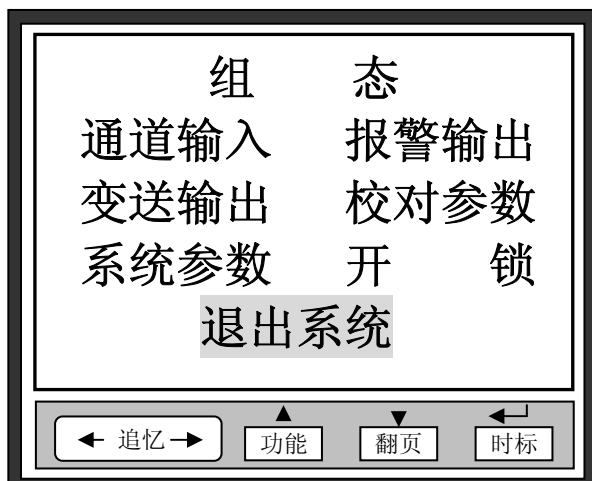 组 态
通道输入 报警输出
变送输出 校对参数
系统参数 开 锁
退出系统
追忆 功能 翻页 时标